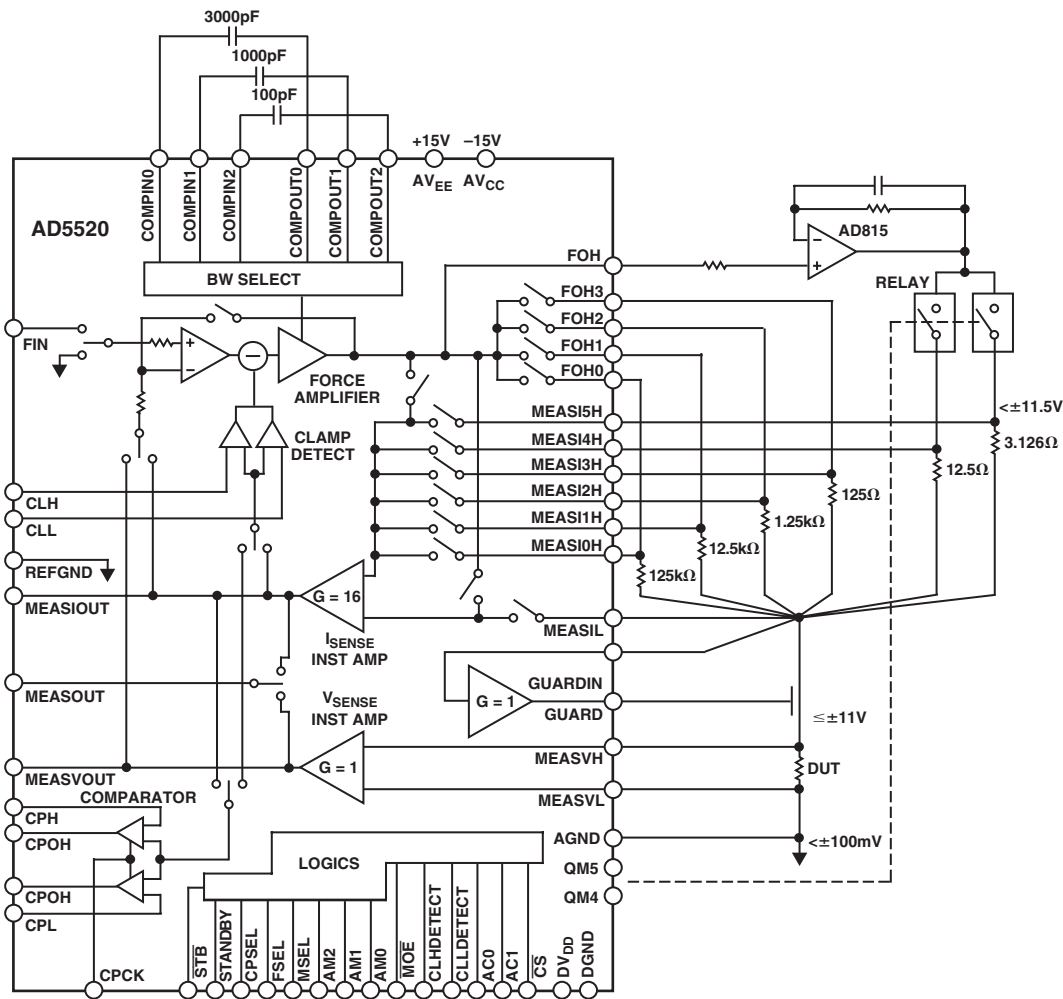 3000pF
1000pF
100pF
+15V
–15V
AVEE
AVCC
COMPIN0
COMPIN1
COMPIN2
COMPOUT0
COMPOUT1
COMPOUT2
AD5520
BW SELECT
FIN
FORCE
AMPLIFIER
CLAMP
DETECT
CLH
CLL
REFGND
MEASIOUT
MEASOUT
MEASVOUT
G = 16
ISENSE
INST AMP
VSENSE
INST AMP
G = 1
G = 1
COMPARATOR
CPH
CPOH
CPOH
CPL
CPCK
LOGICS
STB
STANDBY
CPSEL
FSEL
MSEL
AM2
AM1
AM0
MOE
CLHDETECT
CLLDETECT
AC0
AC1
CS
DVDD
DGND
FOH
FOH3
FOH2
FOH1
FOH0
MEASI5H
MEASI4H
MEASI3H
MEASI2H
MEASI1H
MEASI0H
MEASIL
GUARDIN
GUARD
MEASVH
MEASVL
AGND
QM5
QM4
AD815
RELAY
<±11.5V
3.126Ω
12.5Ω
125Ω
1.25kΩ
12.5kΩ
125kΩ
≤±11V
DUT
<±100mV